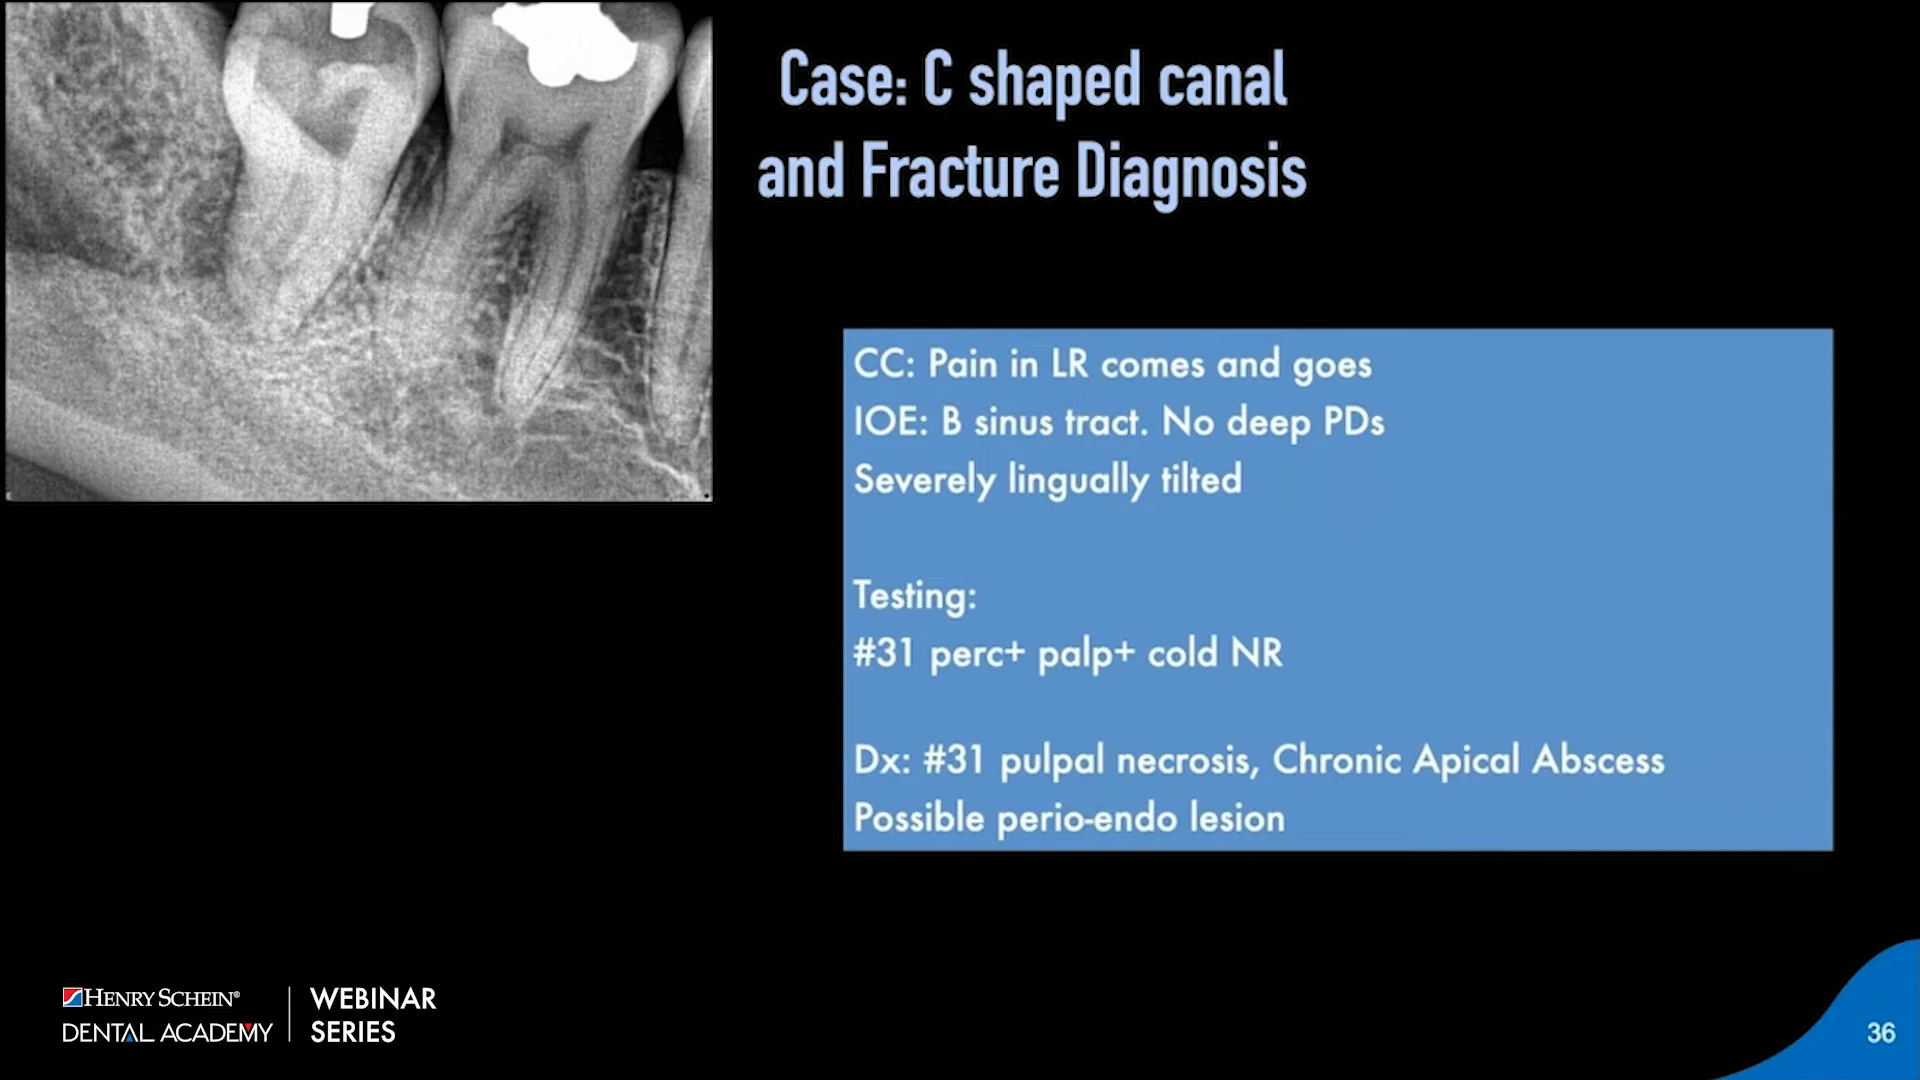 Case: C shaped canal
and Fracture Diagnosis
CC: Pain in LR comes and goes
IOE: B sinus tract. No deep PDs
Severely lingually tilted
Testing:
#31 perc+ palp+ cold NR
Dx: #31 pulpal necrosis, Chronic Apical Abscess
Possible perio-endo lesion
HENRY SCHEIN®
DENTAL ACADEMY
WEBINAR
SERIES
36